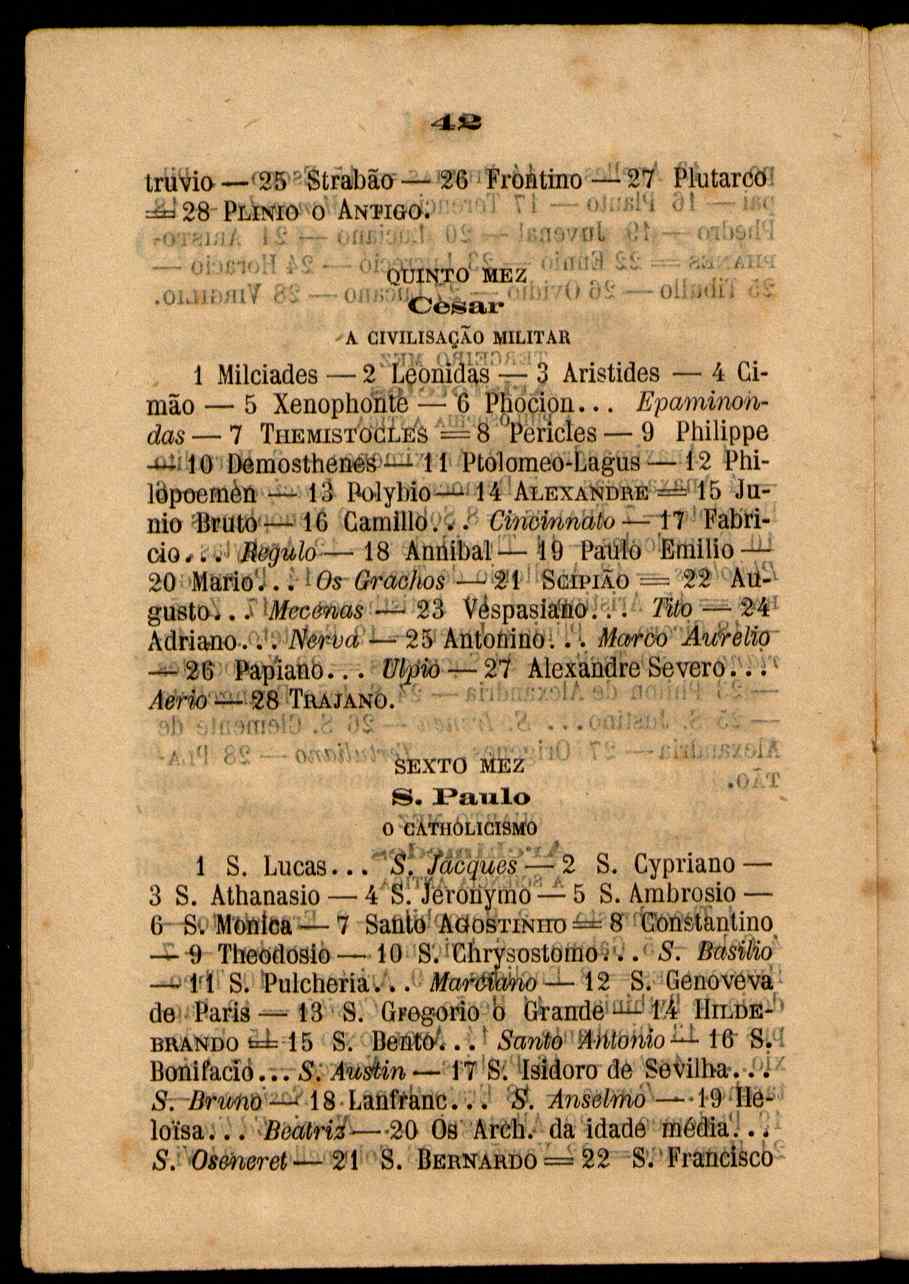 42
truvio — 25 Strabão — 26 Frontino — 27 Plutarco
= 28 PLINIO O ANTIGO.
QUINTO MEZ
César
A CIVILISAÇÃO MILITAR
1 Milciades — 2 Leonidas — 3 Aristides — 4 Ci-
mão — 5 Xenophonte — 6 Phocion... Epaminon-
das — 7 THEMISTOCLES = 8 Pericles — 9 Philippe
— 10 Demosthenes — 11 Ptolomeo-Lagus — 12 Phi-
lopoemen — 13 Polybio — 14 ALEXANDRE = 15 Ju-
nio Bruto — 16 Camillo... Cincinnato — 17 Fabri-
cio... Regulo — 18 Annibal — 19 Paulo Emilio —
20 Mario... Os Grachos — 21 SCIPIÃO = 22 Au-
gusto... Mecenas — 23 Vespasiano... Tito — 24
Adriano... Nerva — 25 Antonino... Marco Aurelio
— 26 Papiano... Ulpio — 27 Alexandre Severo...
Aerio — 28 TRAJANO.
SEXTO MEZ
S. Paulo
O CATHOLICISMO
1 S. Lucas... S. Jacques — 2 S. Cypriano —
3 S. Athanasio — 4 S. Jeronymo — 5 S. Ambrosio —
6 S. Monica — 7 Santo AGOSTINHO = 8 Constantino
— 9 Theodosio — 10 S. Chrysostomo... S. Basilio
— 11 S. Pulcheria... Marciano — 12 S. Genoveva
de Paris — 13 S. Gregorio o Grande — 14 HILDE-
BRANDO = 15 S. Bento... Santo Antonio — 16 S.
Bonifacio... S. Austin — 17 S. Isidoro de Sevilha...
S. Bruno — 18 Lanfranc... S. Anselmo — 19 He-
loïsa... Beatriz — 20 Os Arch. da idade média...
S. Oseneret — 21 S. BERNARDO = 22 S. Francisco